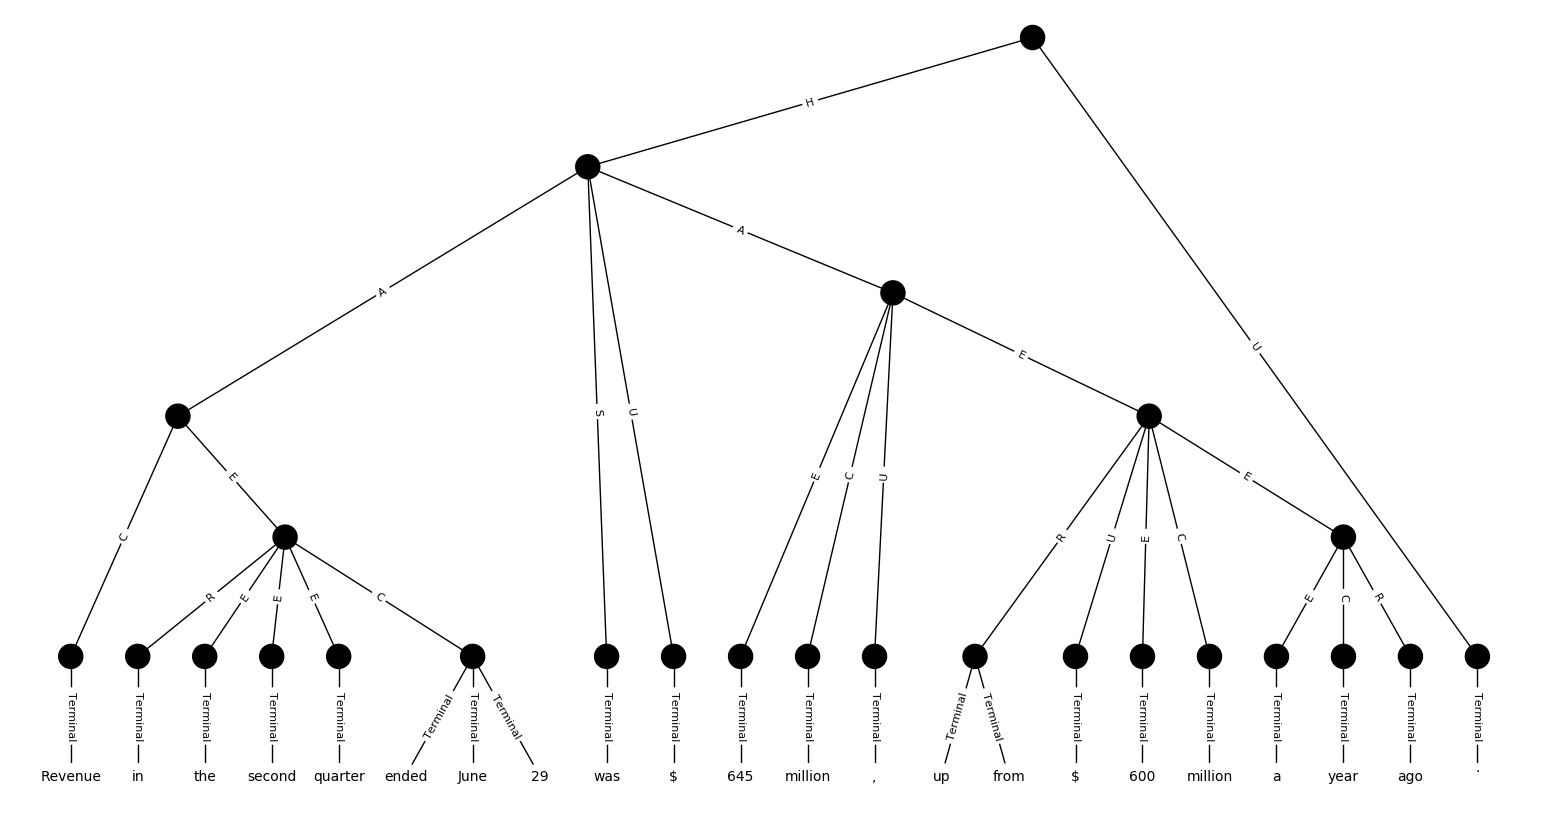 H
A
A
U
S
U
E
E
C
U
E
C
R
E
E
E
C
R
U
E
C
E
C
R
Terminal Terminal Terminal Terminal Terminal Terminal Terminal Terminal Terminal Terminal Terminal Terminal Terminal Terminal Terminal Terminal Terminal Terminal Terminal Terminal Terminal Terminal
Revenue in the second quarter ended June 29 was $ 645 million , up from $ 600 million a year ago .